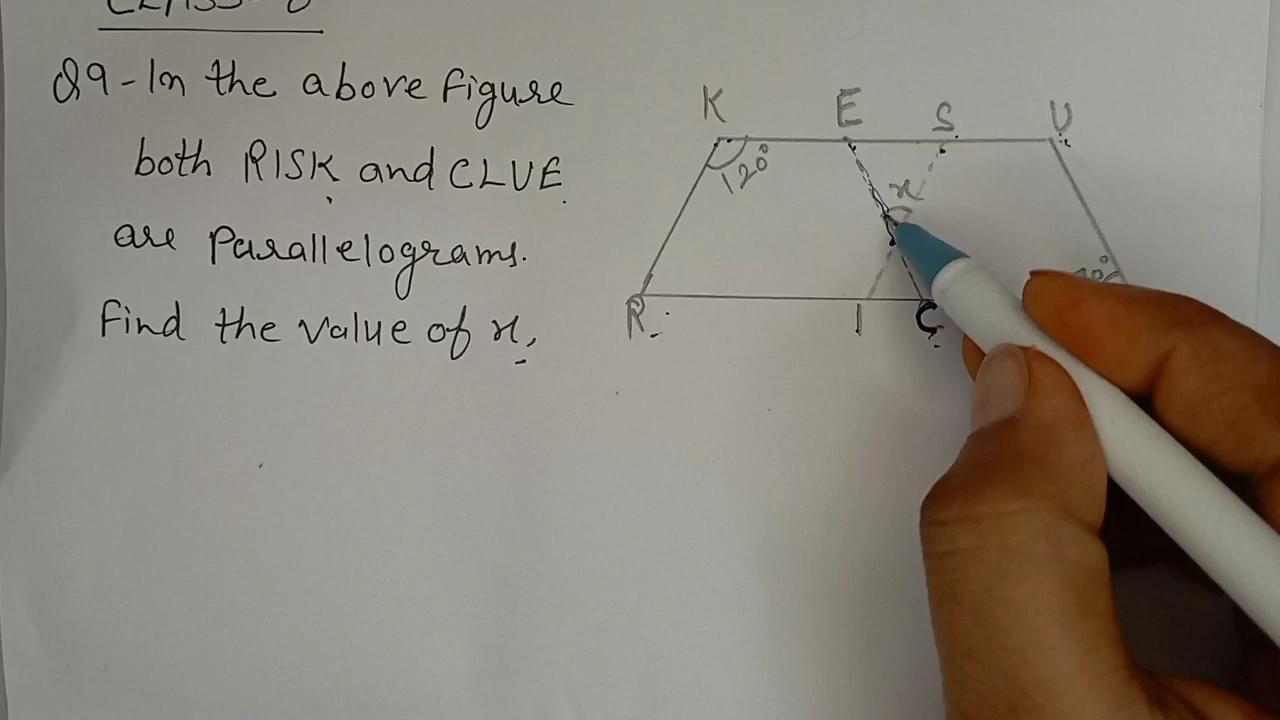 Q9-In the above figure
both RISK and CLUE
are Parallelograms.
Find the value of x.
K E S U
120°
x
R I C